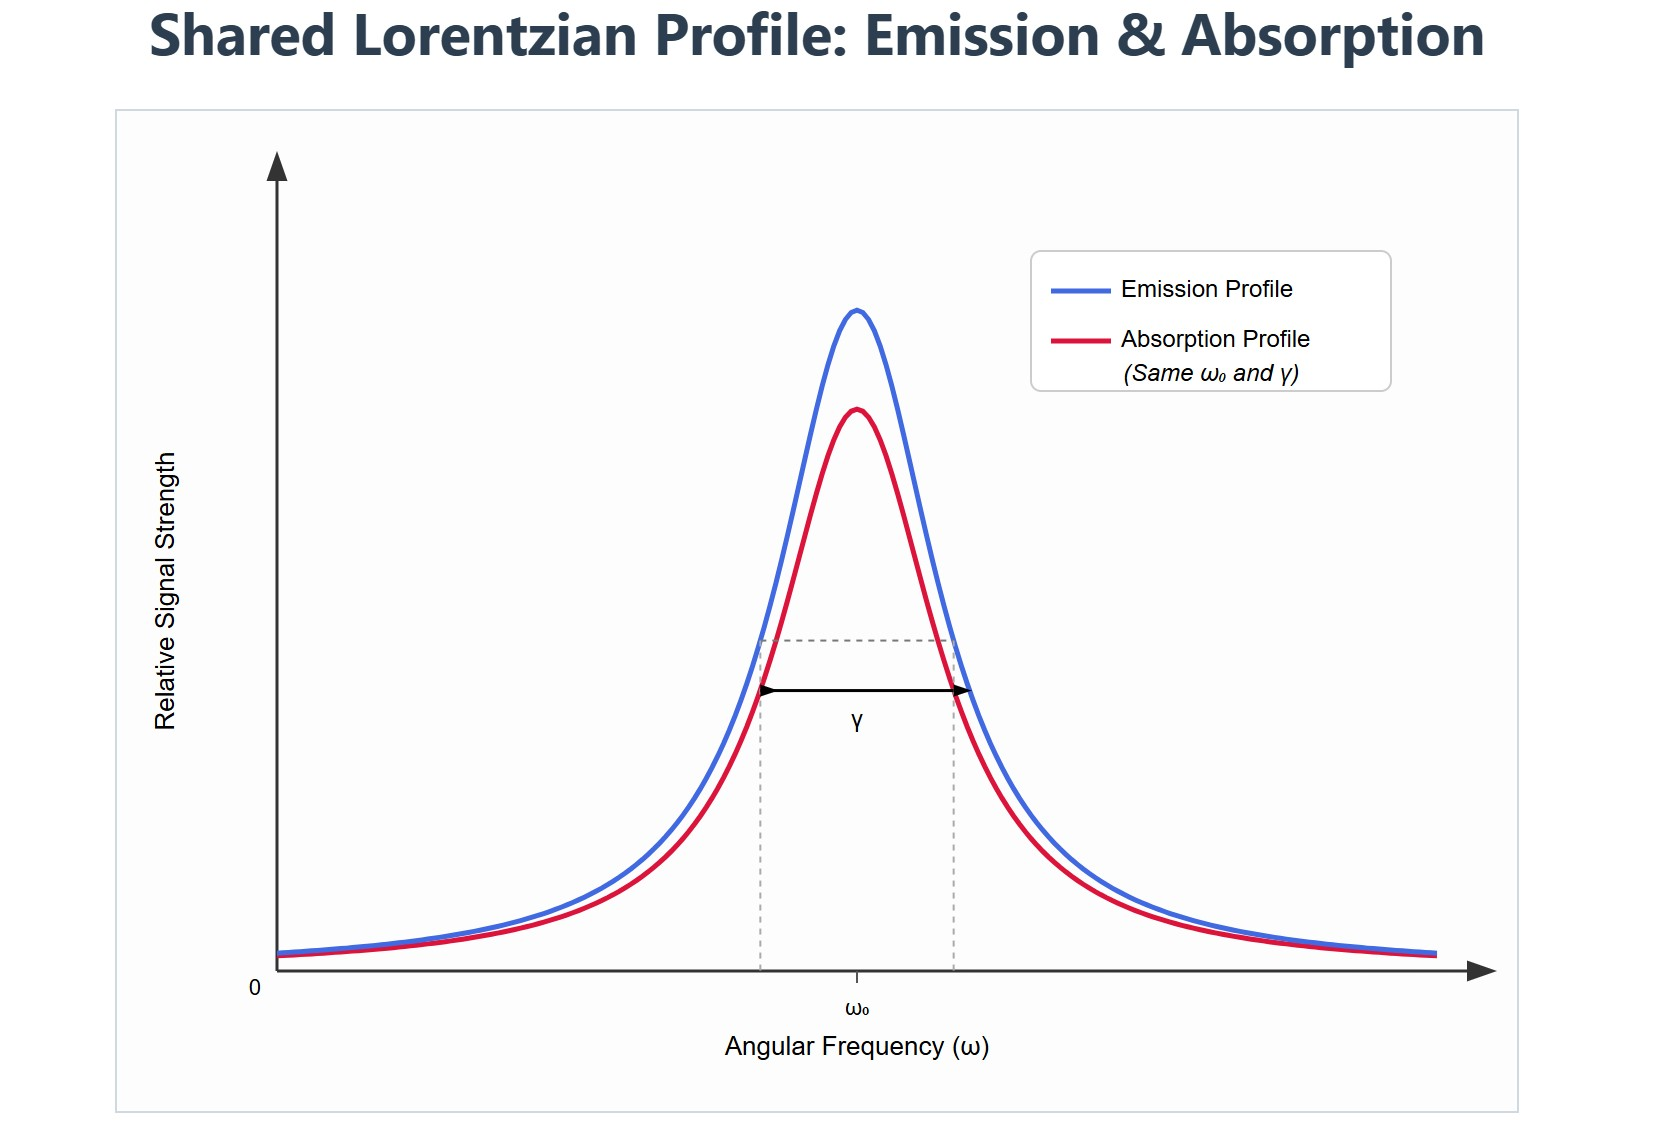 Shared Lorentzian Profile: Emission & Absorption
Emission Profile
Absorption Profile
(Same ω₀ and γ)
Relative Signal Strength
γ
0
ω₀
Angular Frequency (ω)